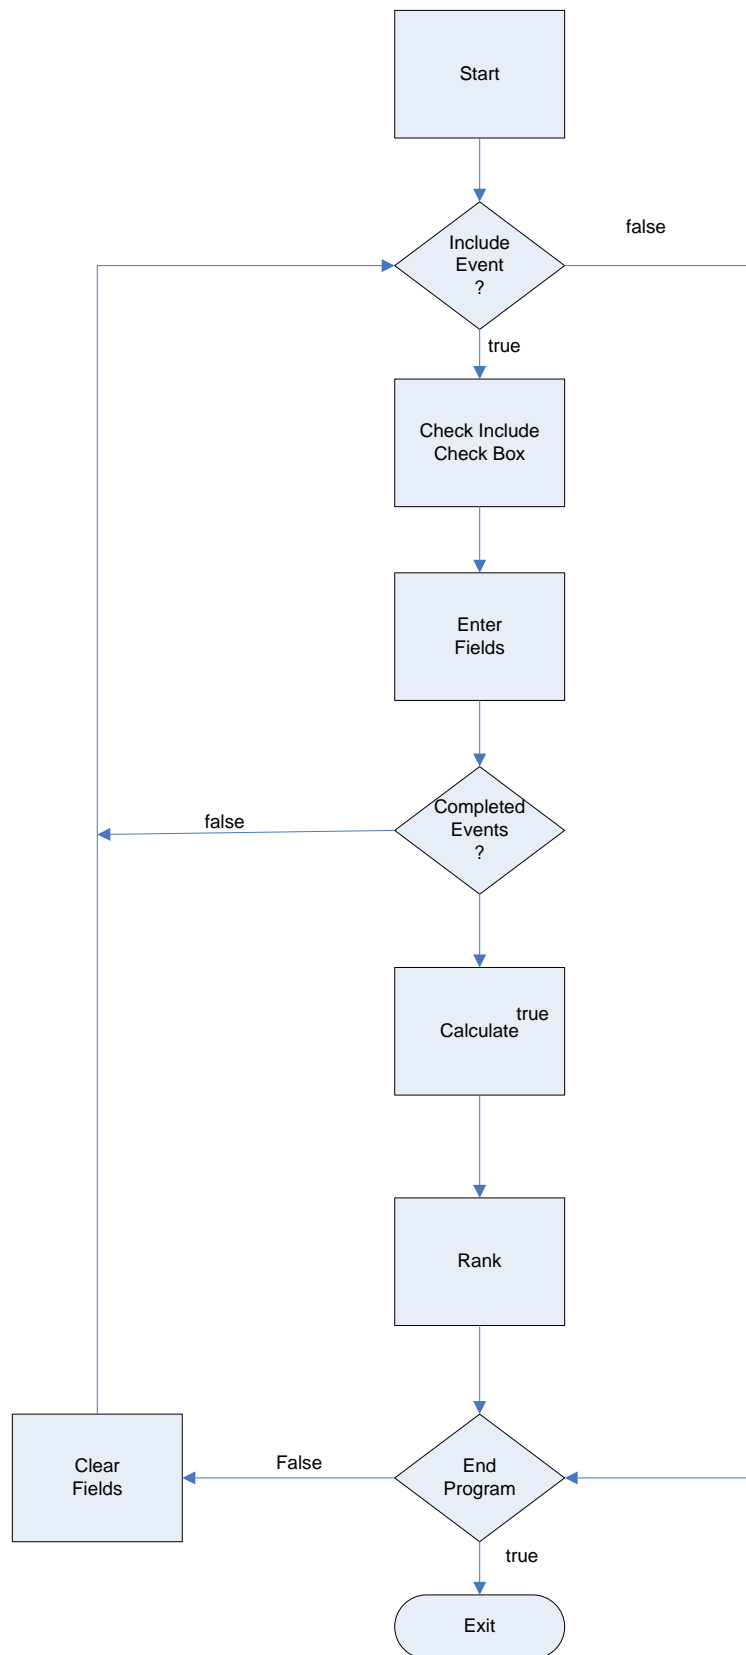 Start
Include
Event
?
false
true
Check Include
Check Box
Enter
Fields
Completed
Events
?
false
true
Calculate
Rank
Clear
Fields
False
End
Program
true
Exit